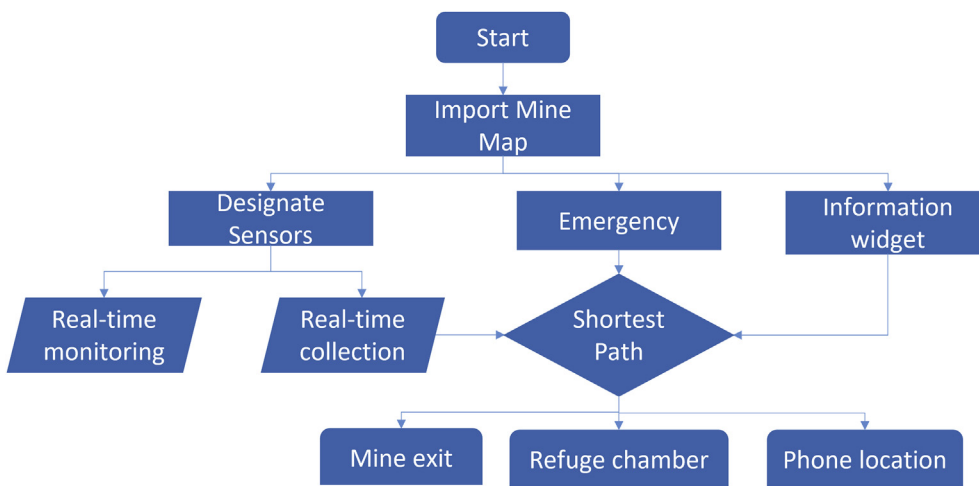 Start
Import Mine
Map
Designate
Sensors
Emergency
Information
widget
Real-time
monitoring
Real-time
collection
Shortest
Path
Mine exit
Refuge chamber
Phone location